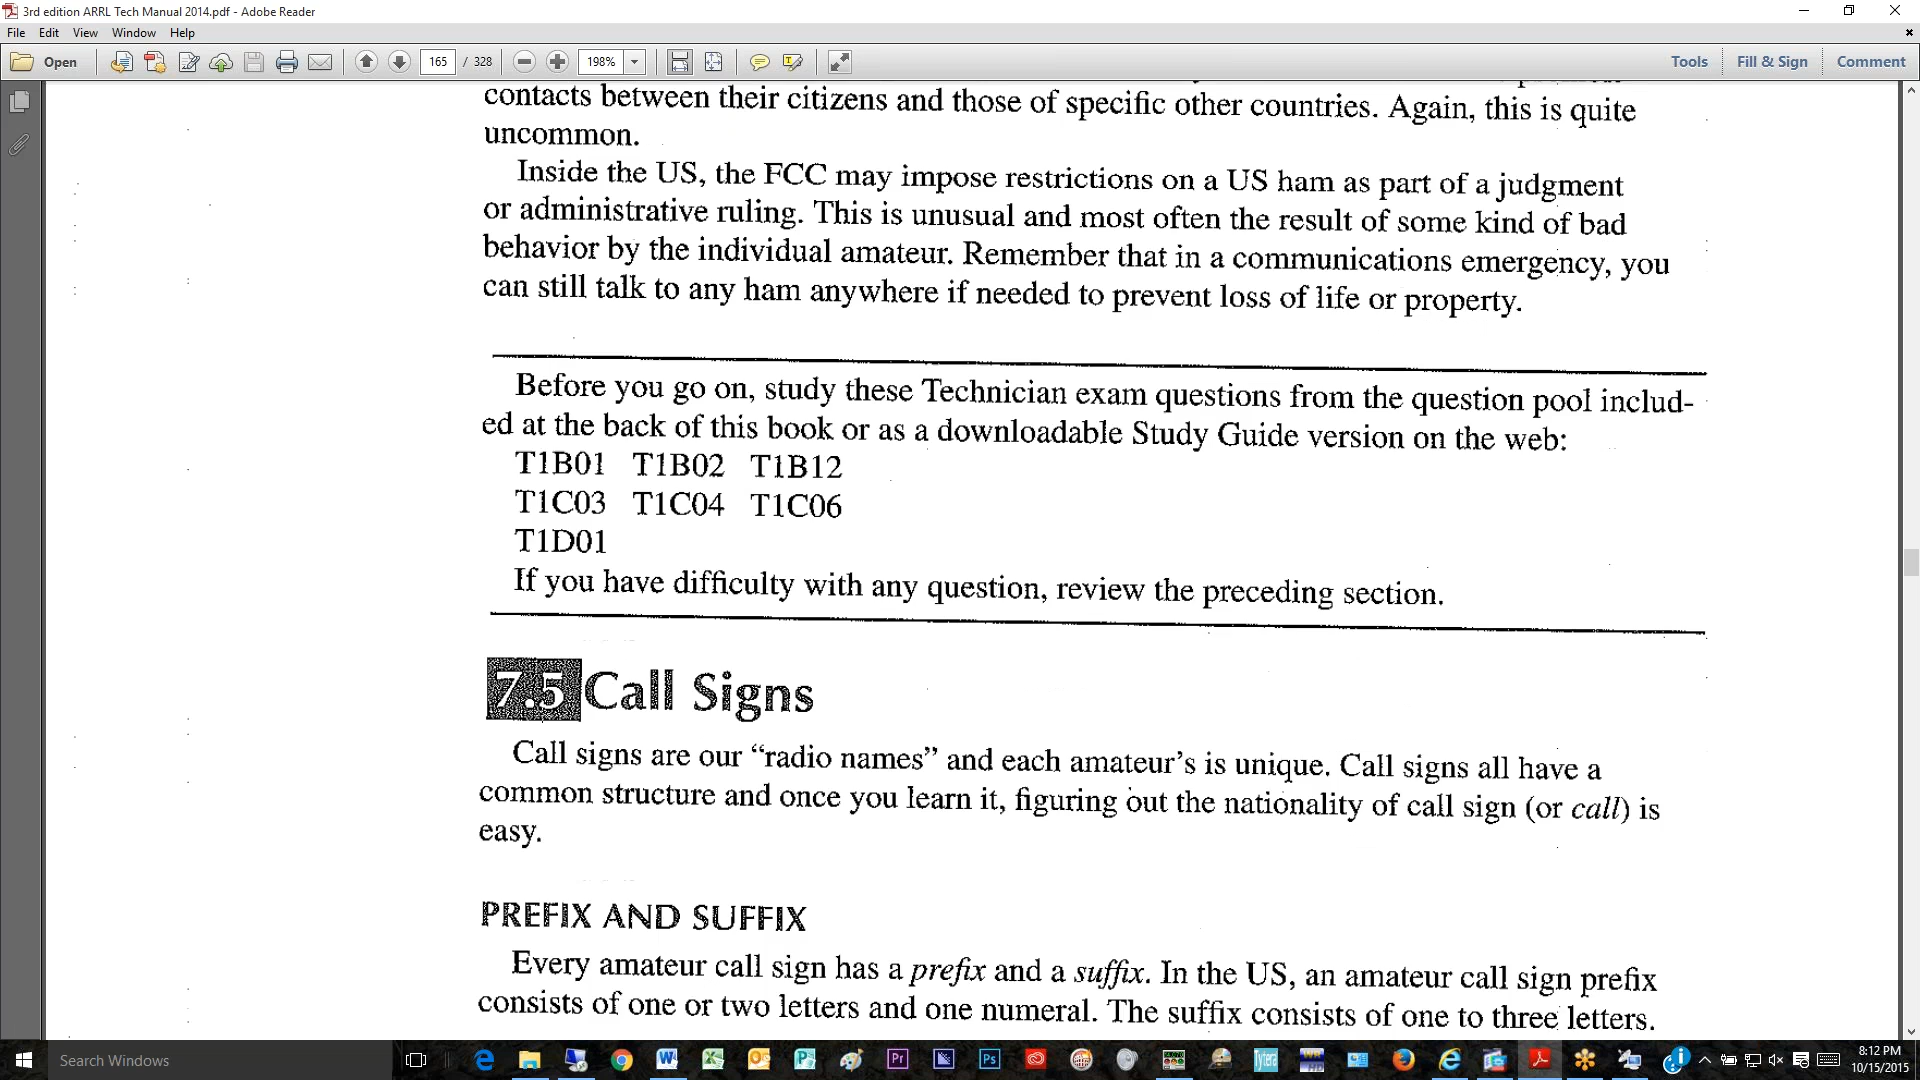 3rd edition ARRL Tech Manual 2014.pdf - Adobe Reader
File Edit View Window Help
Open 165 / 328 198% Tools Fill & Sign Comment
contacts between their citizens and those of specific other countries. Again, this is quite
uncommon.
Inside the US, the FCC may impose restrictions on a US ham as part of a judgment
or administrative ruling. This is unusual and most often the result of some kind of bad
behavior by the individual amateur. Remember that in a communications emergency, you
can still talk to any ham anywhere if needed to prevent loss of life or property.
Before you go on, study these Technician exam questions from the question pool includ-
ed at the back of this book or as a downloadable Study Guide version on the web:
T1B01 T1B02 T1B12
T1C03 T1C04 T1C06
T1D01
If you have difficulty with any question, review the preceding section.
7.5 Call Signs
Call signs are our “radio names” and each amateur’s is unique. Call signs all have a
common structure and once you learn it, figuring out the nationality of call sign (or call) is
easy.
PREFIX AND SUFFIX
Every amateur call sign has a prefix and a suffix. In the US, an amateur call sign prefix
consists of one or two letters and one numeral. The suffix consists of one to three letters.
Search Windows
8:12 PM
10/15/2015